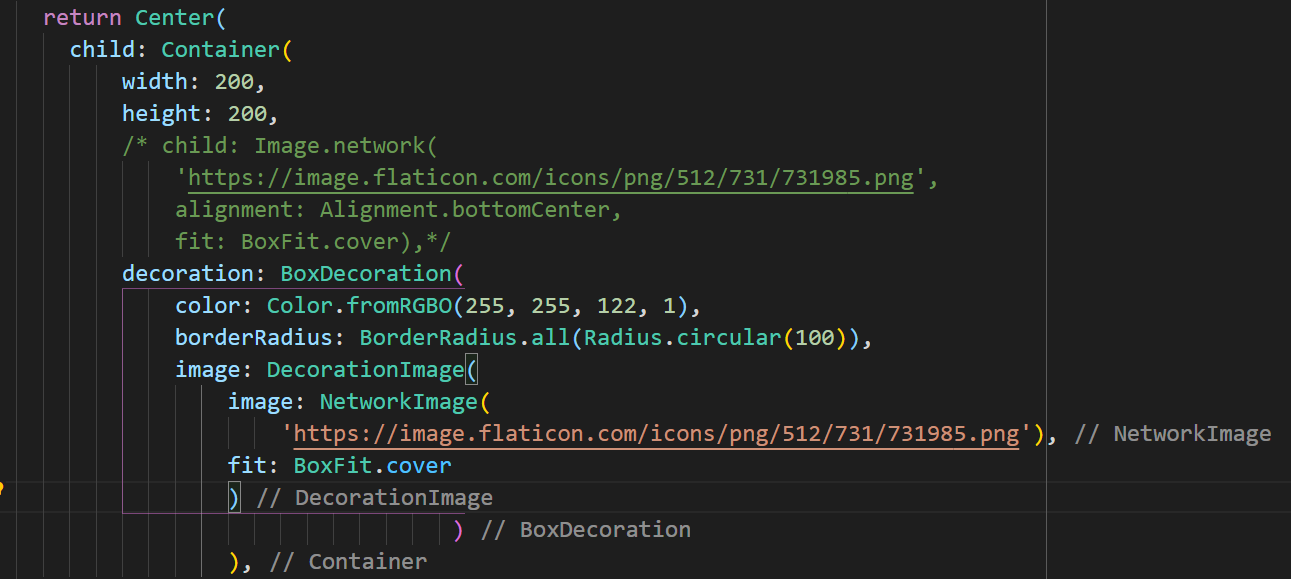 return Center(
child: Container(
width: 200,
height: 200,
/* child: Image.network(
'https://image.flaticon.com/icons/png/512/731/731985.png',
alignment: Alignment.bottomCenter,
fit: BoxFit.cover),*/
decoration: BoxDecoration(
color: Color.fromRGBO(255, 255, 122, 1),
borderRadius: BorderRadius.all(Radius.circular(100)),
image: DecorationImage(
image: NetworkImage(
'https://image.flaticon.com/icons/png/512/731/731985.png'), // NetworkImage
fit: BoxFit.cover
) // DecorationImage
) // BoxDecoration
), // Container